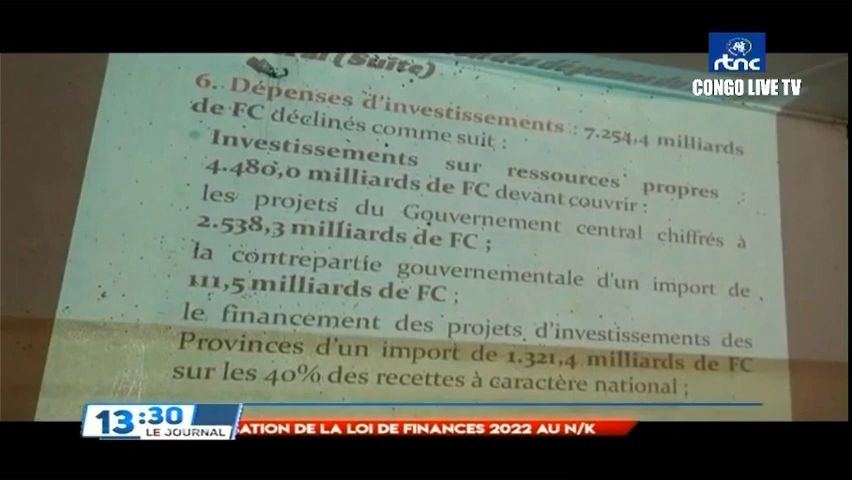 rtnc
CONGO LIVE TV
(Suite)
6. Dépenses d'investissements : 7.254,4 milliards
de FC déclinés comme suit :
Investissements sur ressources propres :
4.480,0 milliards de FC devant couvrir :
les projets du Gouvernement central chiffrés à
2.538,3 milliards de FC ;
la contrepartie gouvernementale d'un import de
111,5 milliards de FC ;
le financement des projets d'investissements des
Provinces d'un import de 1.321,4 milliards de FC
sur les 40% des recettes à caractère national ;
13:30
LE JOURNAL
SATION DE LA LOI DE FINANCES 2022 AU N/K